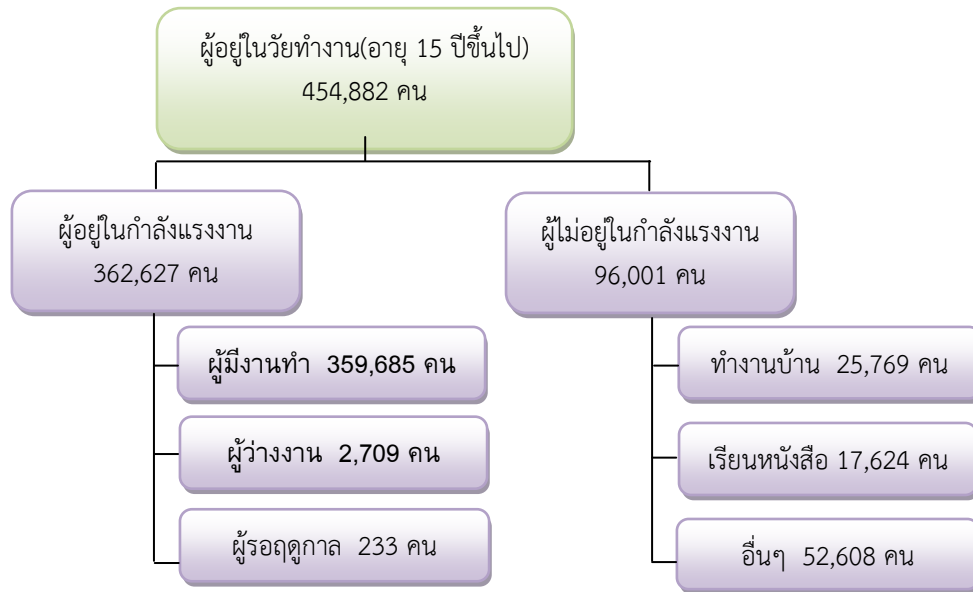 ผู้อยู่ในวัยทำงาน(อายุ 15 ปีขึ้นไป)
454,882 คน
ผู้อยู่ในกำลังแรงงาน
362,627 คน
ผู้มีงานทำ 359,685 คน
ผู้ว่างงาน 2,709 คน
ผู้รอฤดูกาล 233 คน
ผู้ไม่อยู่ในกำลังแรงงาน
96,001 คน
ทำงานบ้าน 25,769 คน
เรียนหนังสือ 17,624 คน
อื่นๆ 52,608 คน